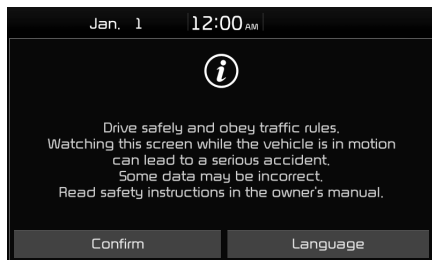 Jan. 1 12:00 AM
i
Drive safely and obey traffic rules.
Watching this screen while the vehicle is in motion
can lead to a serious accident.
Some data may be incorrect.
Read safety instructions in the owner's manual.
Confirm Language